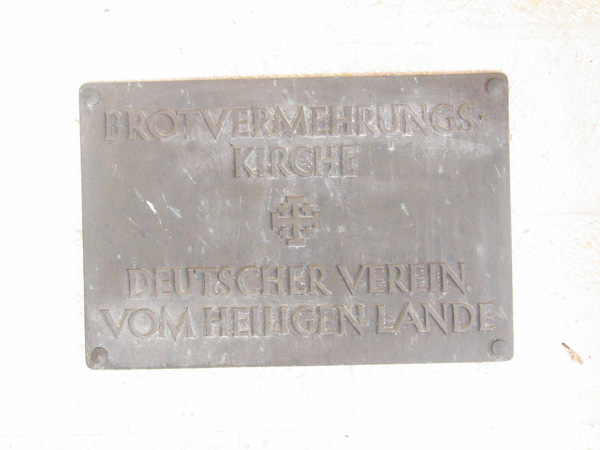 BROTVERMEHRUNGS-
KIRCHE
DEUTSCHER VEREIN
VOM HEILIGEN LANDE